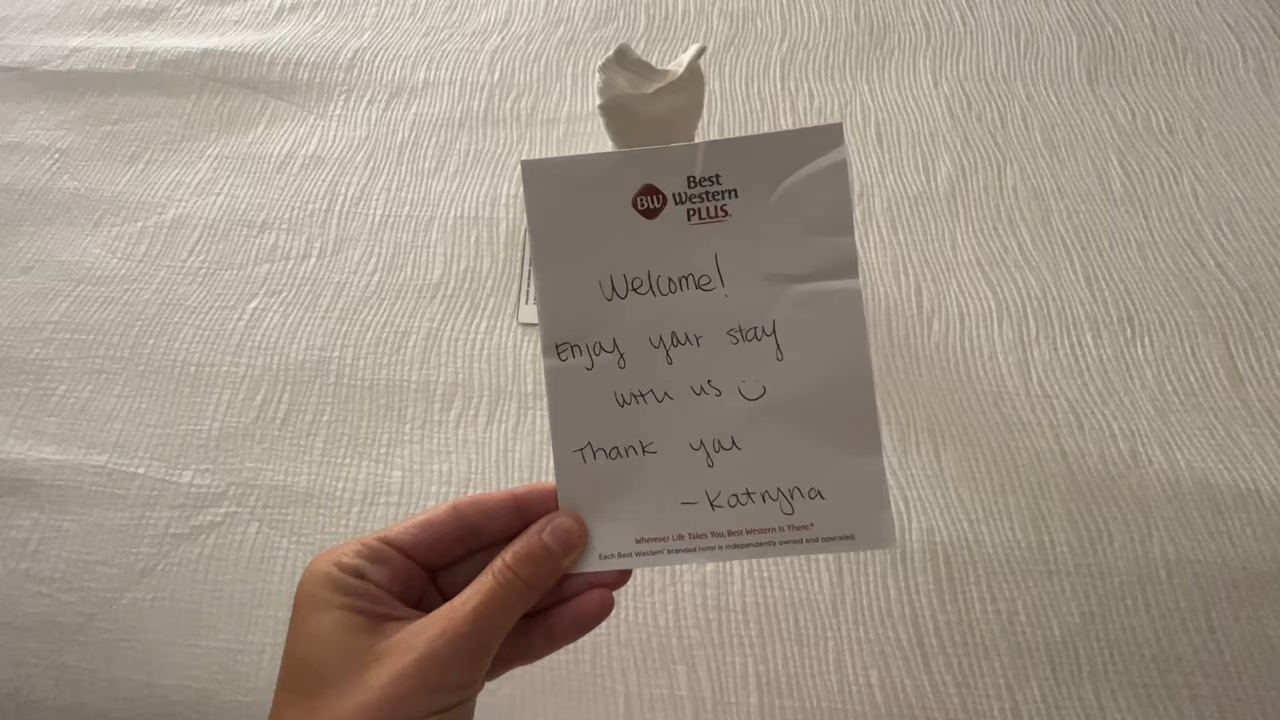 BW
Best
Western
PLUS.
Welcome!
Enjoy your stay
with us
Thank you
-Katryna
Wherever Life Takes You, Best Western Is There.®
Each Best Western® branded hotel is independently owned and operated.